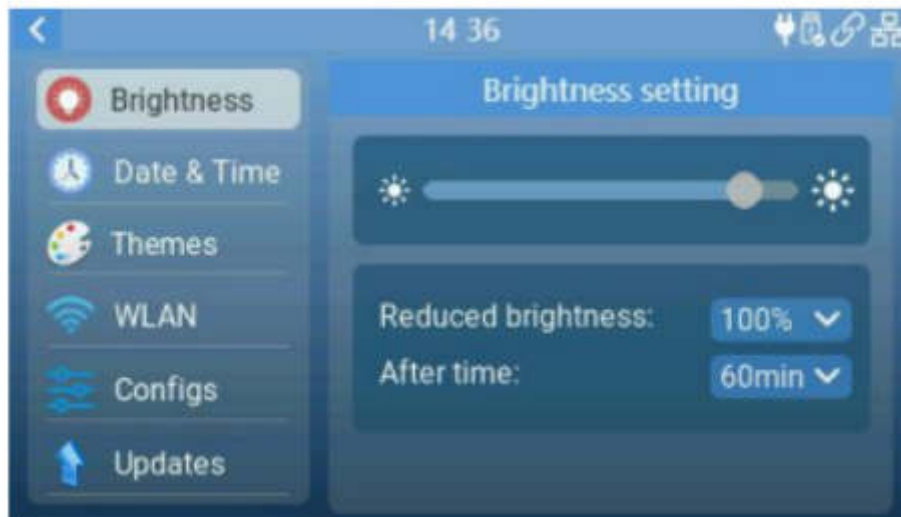 14 36
Brightness
Date & Time
Themes
WLAN
Configs
Updates
Brightness setting
Reduced brightness: 100%
After time: 60min